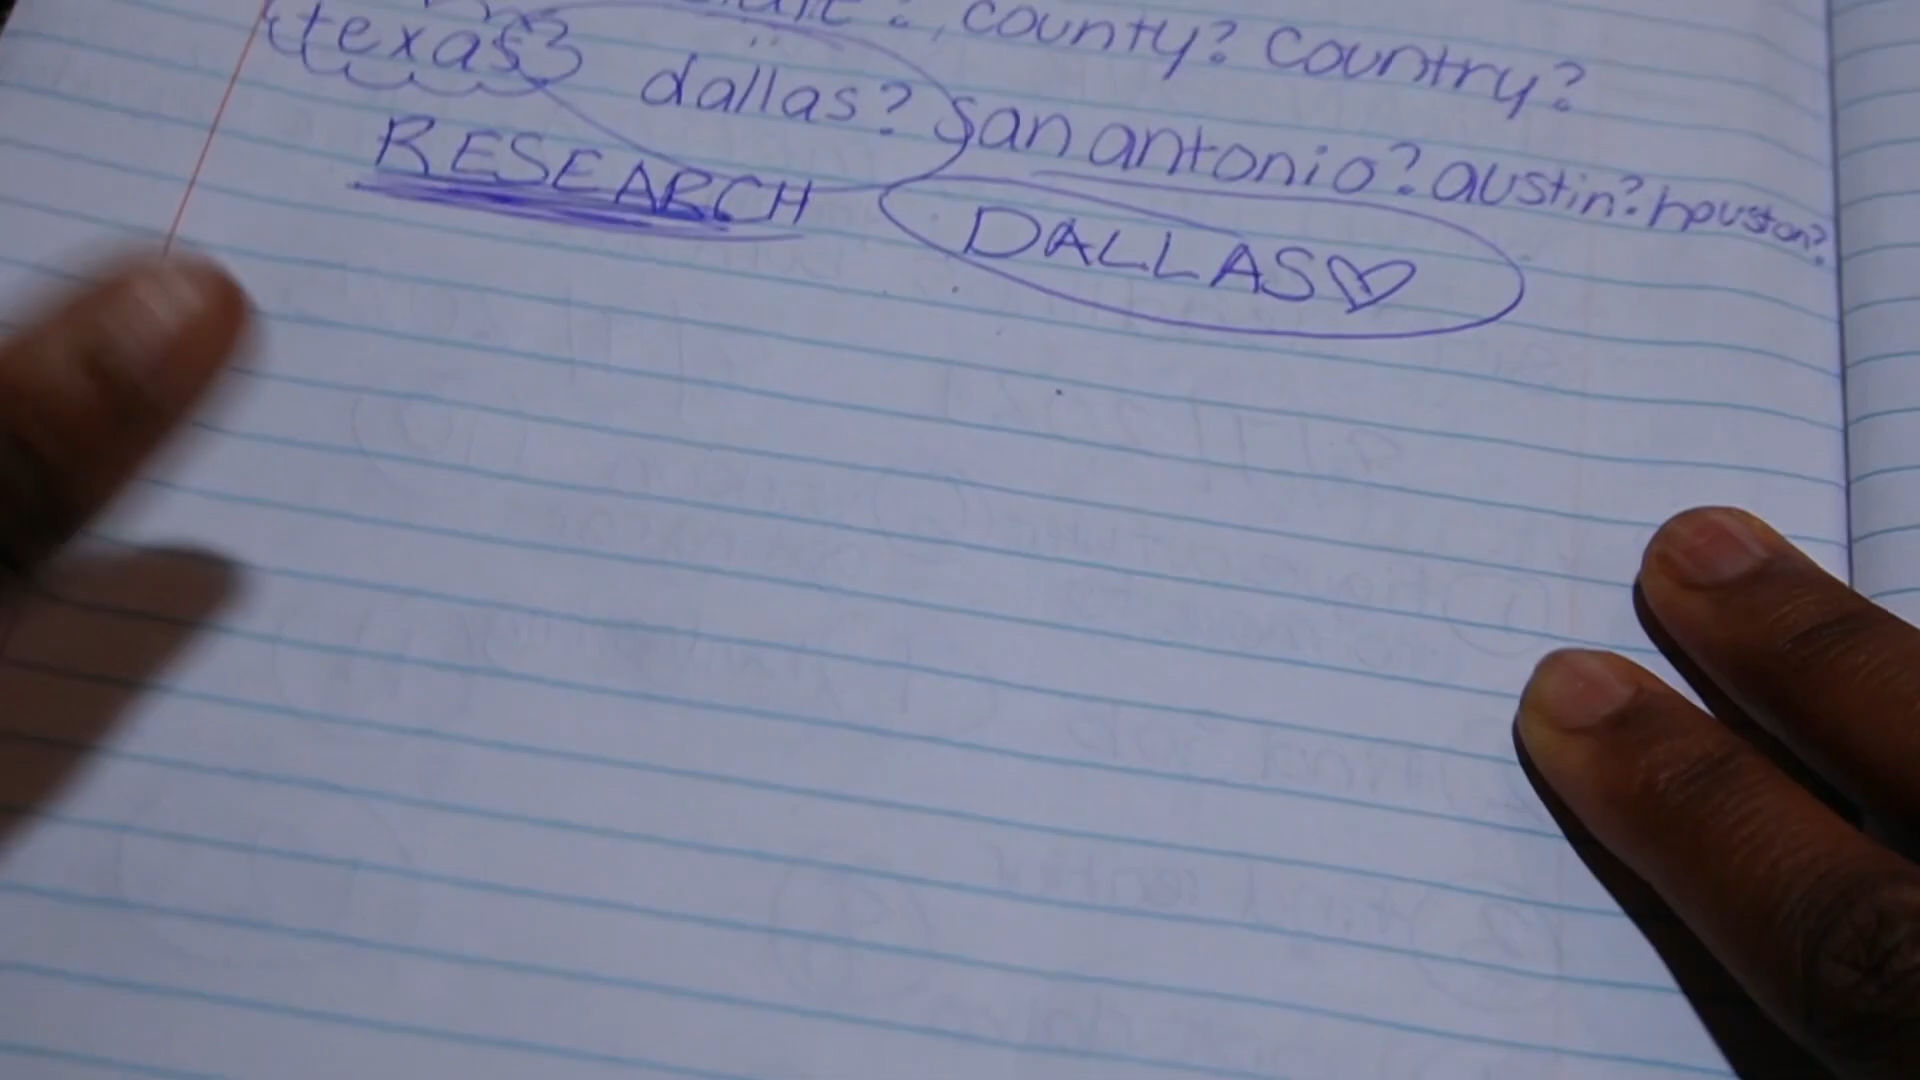 county? Country?
texas dallas? San antonio? austin? houston?
RESEARCH DALLAS♡